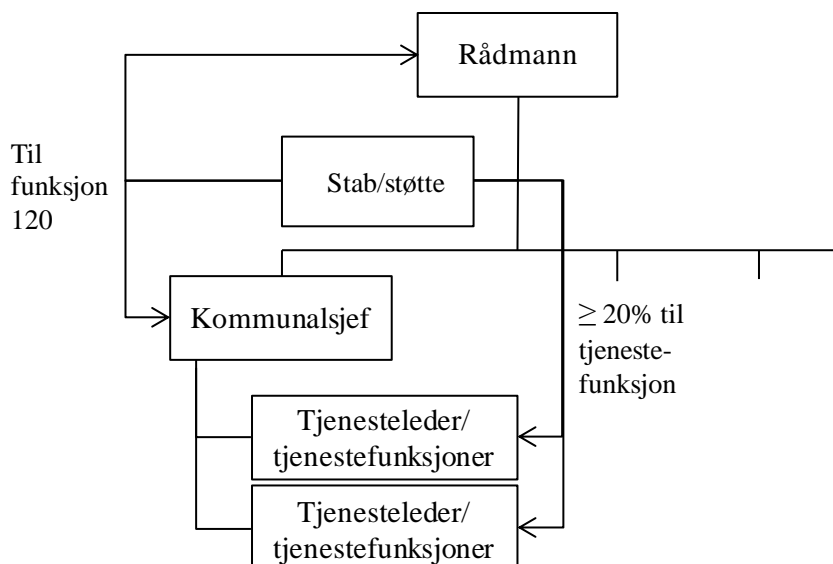 Rådmann
Til
funksjon
120
Stab/støtte
Kommunalsjef
≥ 20% til
tjeneste-
funksjon
Tjenesteleder/
tjenestefunksjoner
Tjenesteleder/
tjenestefunksjoner